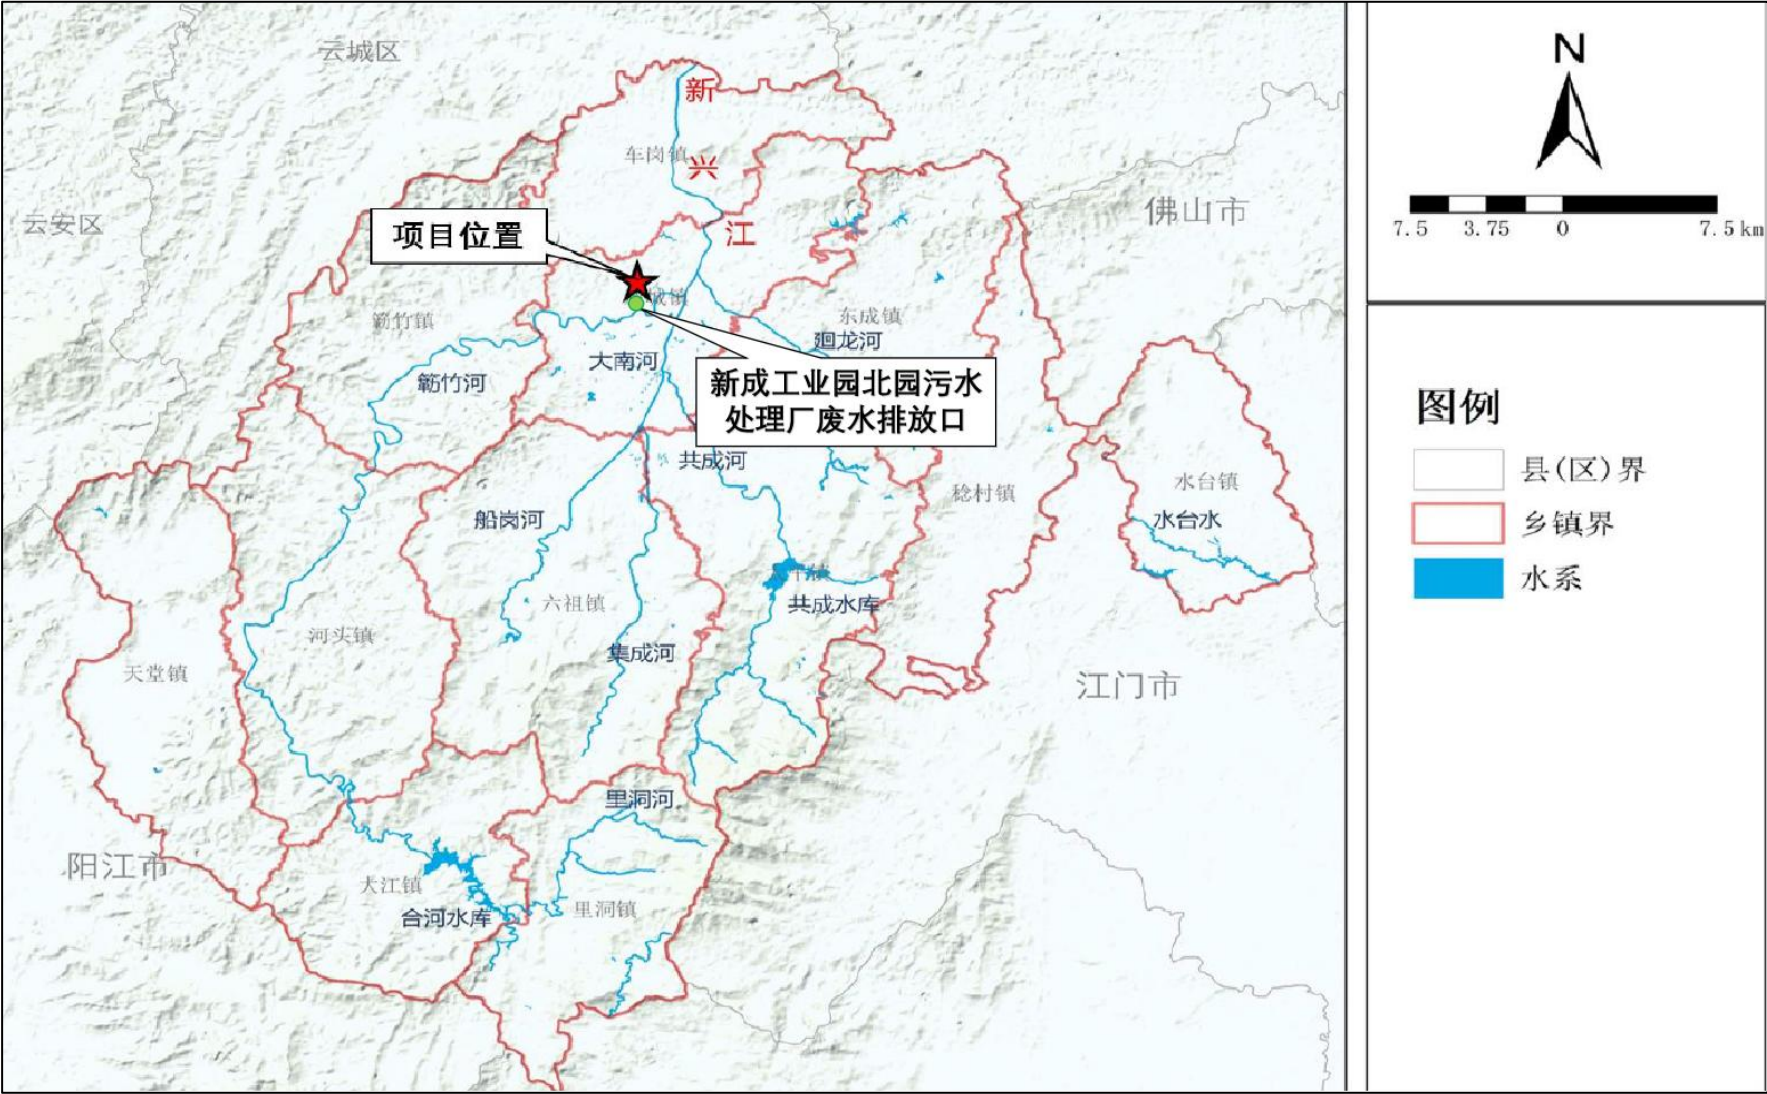 云城区
新
兴
江
车岗镇
云安区
佛山市
项目位置
城镇
簕竹镇
东成镇
廻龙河
大南河
簕竹河
新成工业园北园污水
处理厂废水排放口
共成河
稔村镇
水台镇
水台水
船岗河
六祖镇
共成水库
河头镇
集成河
天堂镇
江门市
里洞河
阳江市
大江镇
合河水库
里洞镇
N
7.5 3.75 0 7.5 km
图例
县(区)界
乡镇界
水系